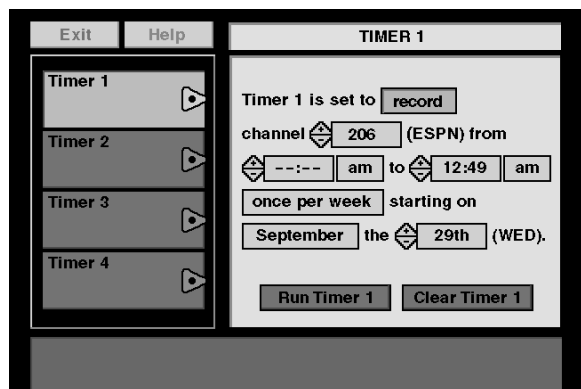 Exit Help
TIMER 1
Timer 1
Timer 2
Timer 3
Timer 4
Timer 1 is set to record
channel 206 (ESPN) from
--:-- am to 12:49 am
once per week starting on
September the 29th (WED).
Run Timer 1 Clear Timer 1